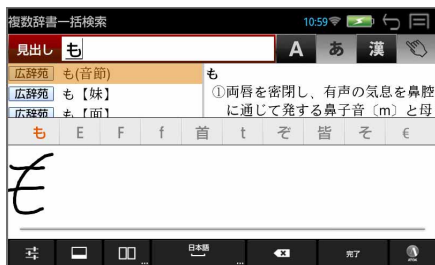 複数辞書一括検索 10:59
見出し も A あ 漢
広辞苑 も(音節)
広辞苑 も【妹】
広辞苑 も【面】
も
①両唇を密閉し、有声の気息を鼻腔
に通じて発する鼻子音〔m〕と母
も E F f 首 t ぞ 皆 そ €
も
日本語 完了